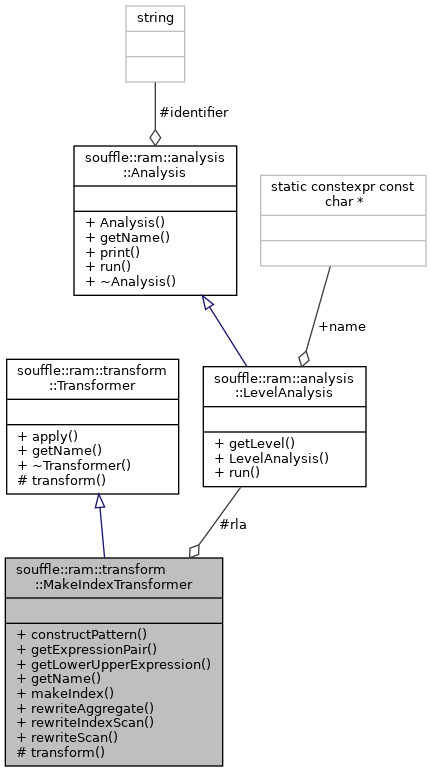 string
#identifier
souffle::ram::analysis
::Analysis
+ Analysis()
+ getName()
+ print()
+ run()
+ ~Analysis()
static constexpr const
char *
+name
souffle::ram::transform
::Transformer
+ apply()
+ getName()
+ ~Transformer()
# transform()
souffle::ram::analysis
::LevelAnalysis
+ getLevel()
+ LevelAnalysis()
+ run()
#rla
souffle::ram::transform
::MakeIndexTransformer
+ constructPattern()
+ getExpressionPair()
+ getLowerUpperExpression()
+ getName()
+ makeIndex()
+ rewriteAggregate()
+ rewriteIndexScan()
+ rewriteScan()
# transform()